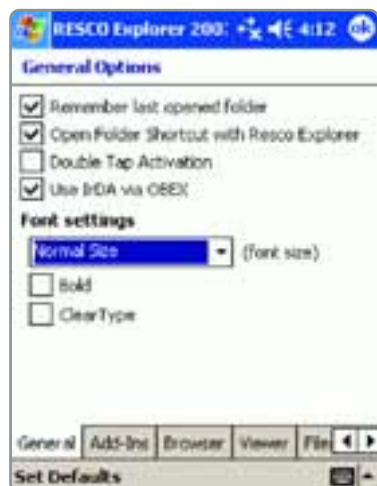 RESCO Explorer 200 4:12 ok
General Options
Remember last opened folder
Open Folder Shortcut with Resco Explorer
Double Tap Activation
Use IrDA via OBEX
Font settings
Normal Size (font size)
Bold
ClearType
General Add-Ins Browser Viewer File
Set Defaults